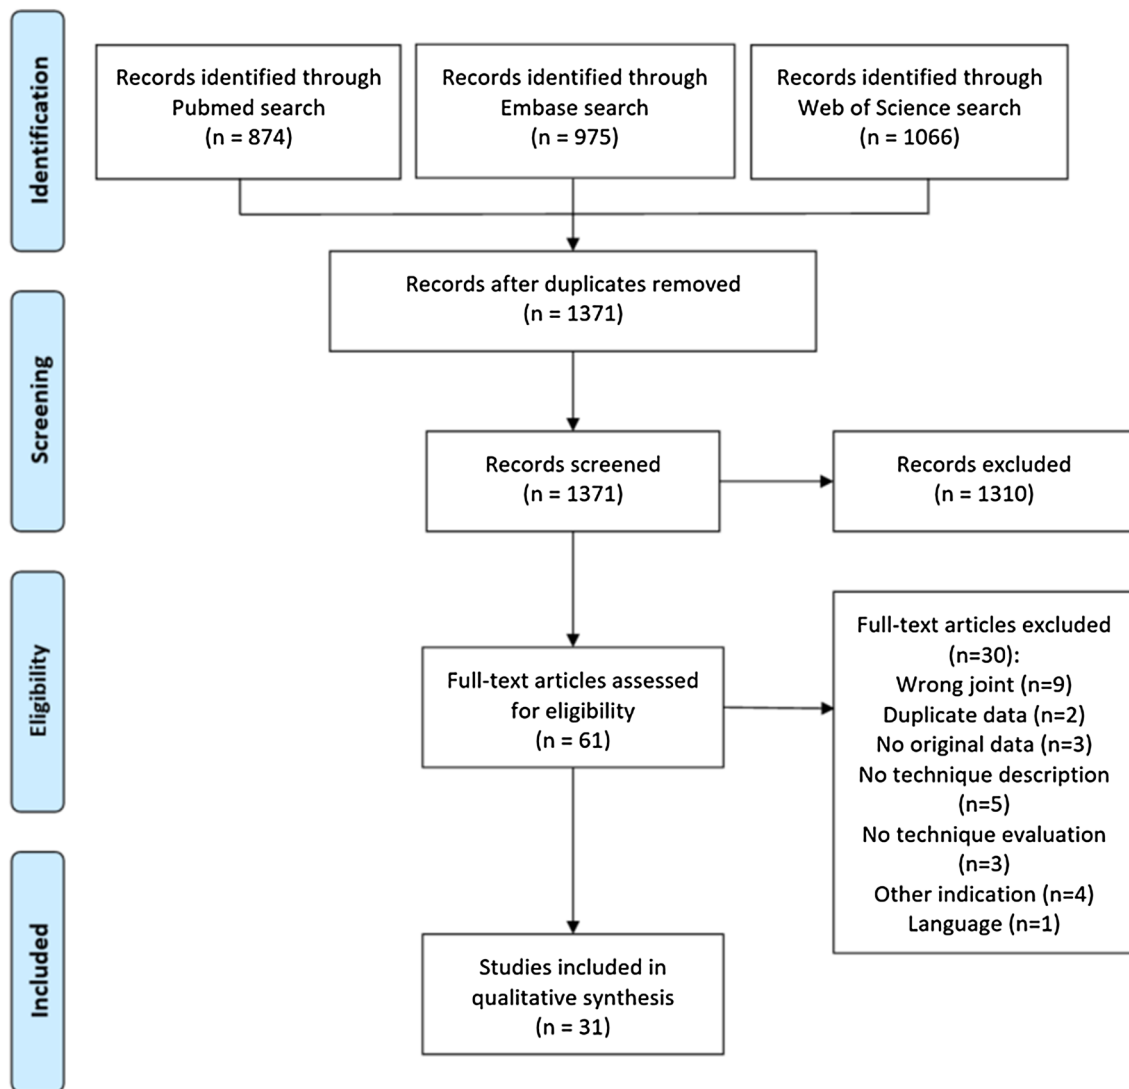 Identification
Records identified through
Pubmed search
(n = 874)
Records identified through
Embase search
(n = 975)
Records identified through
Web of Science search
(n = 1066)
Records after duplicates removed
(n = 1371)
Screening
Records screened
(n = 1371)
Records excluded
(n = 1310)
Eligibility
Full-text articles assessed
for eligibility
(n = 61)
Full-text articles excluded
(n=30):
Wrong joint (n=9)
Duplicate data (n=2)
No original data (n=3)
No technique description
(n=5)
No technique evaluation
(n=3)
Other indication (n=4)
Language (n=1)
Included
Studies included in
qualitative synthesis
(n = 31)